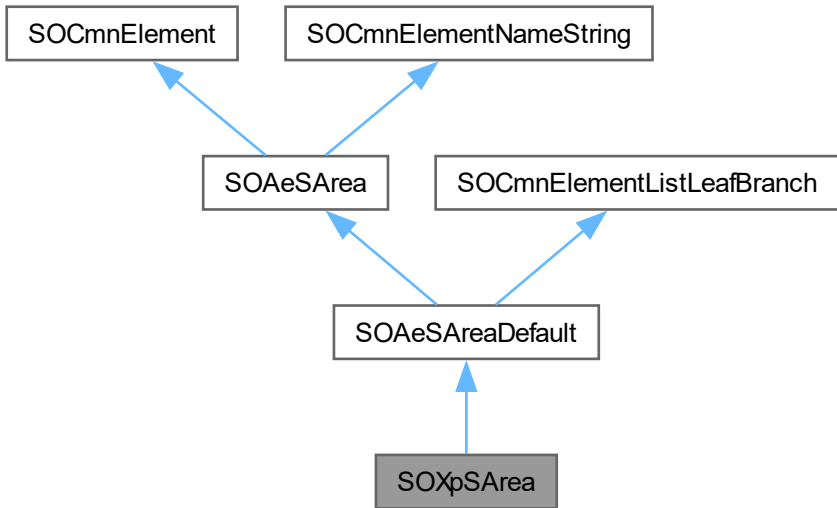 SOCmnElement
SOCmnElementNameString
SOAeSArea
SOCmnElementListLeafBranch
SOAeSAreaDefault
SOXpSArea